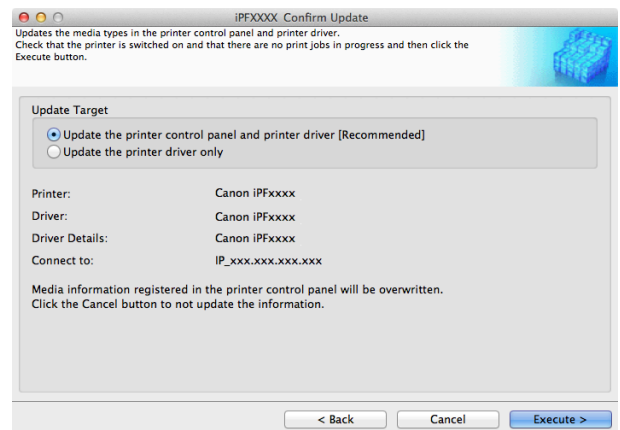 iPFXXXX Confirm Update
Updates the media types in the printer control panel and printer driver.
Check that the printer is switched on and that there are no print jobs in progress and then click the
Execute button.
Update Target
Update the printer control panel and printer driver [Recommended]
Update the printer driver only
Printer: Canon iPFxxxx
Driver: Canon iPFxxxx
Driver Details: Canon iPFxxxx
Connect to: IP_xxx.xxx.xxx.xxx
Media information registered in the printer control panel will be overwritten.
Click the Cancel button to not update the information.
< Back Cancel Execute >